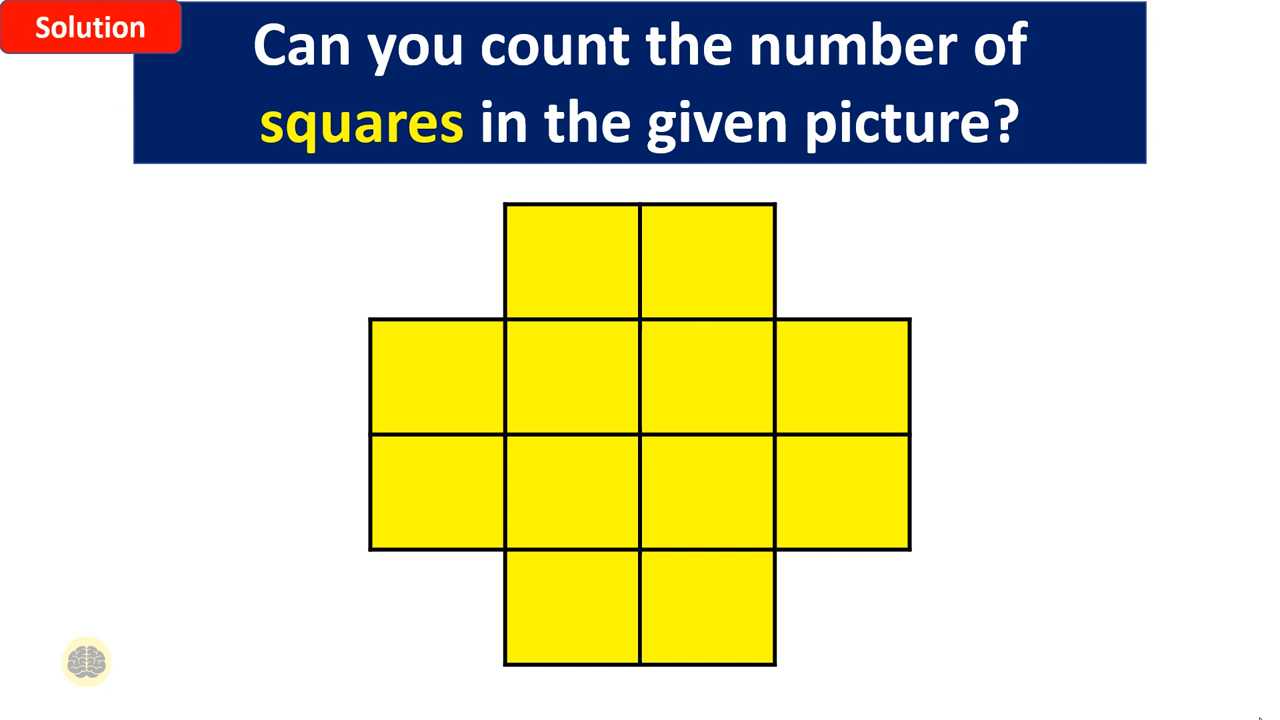 Solution
Can you count the number of
squares in the given picture?